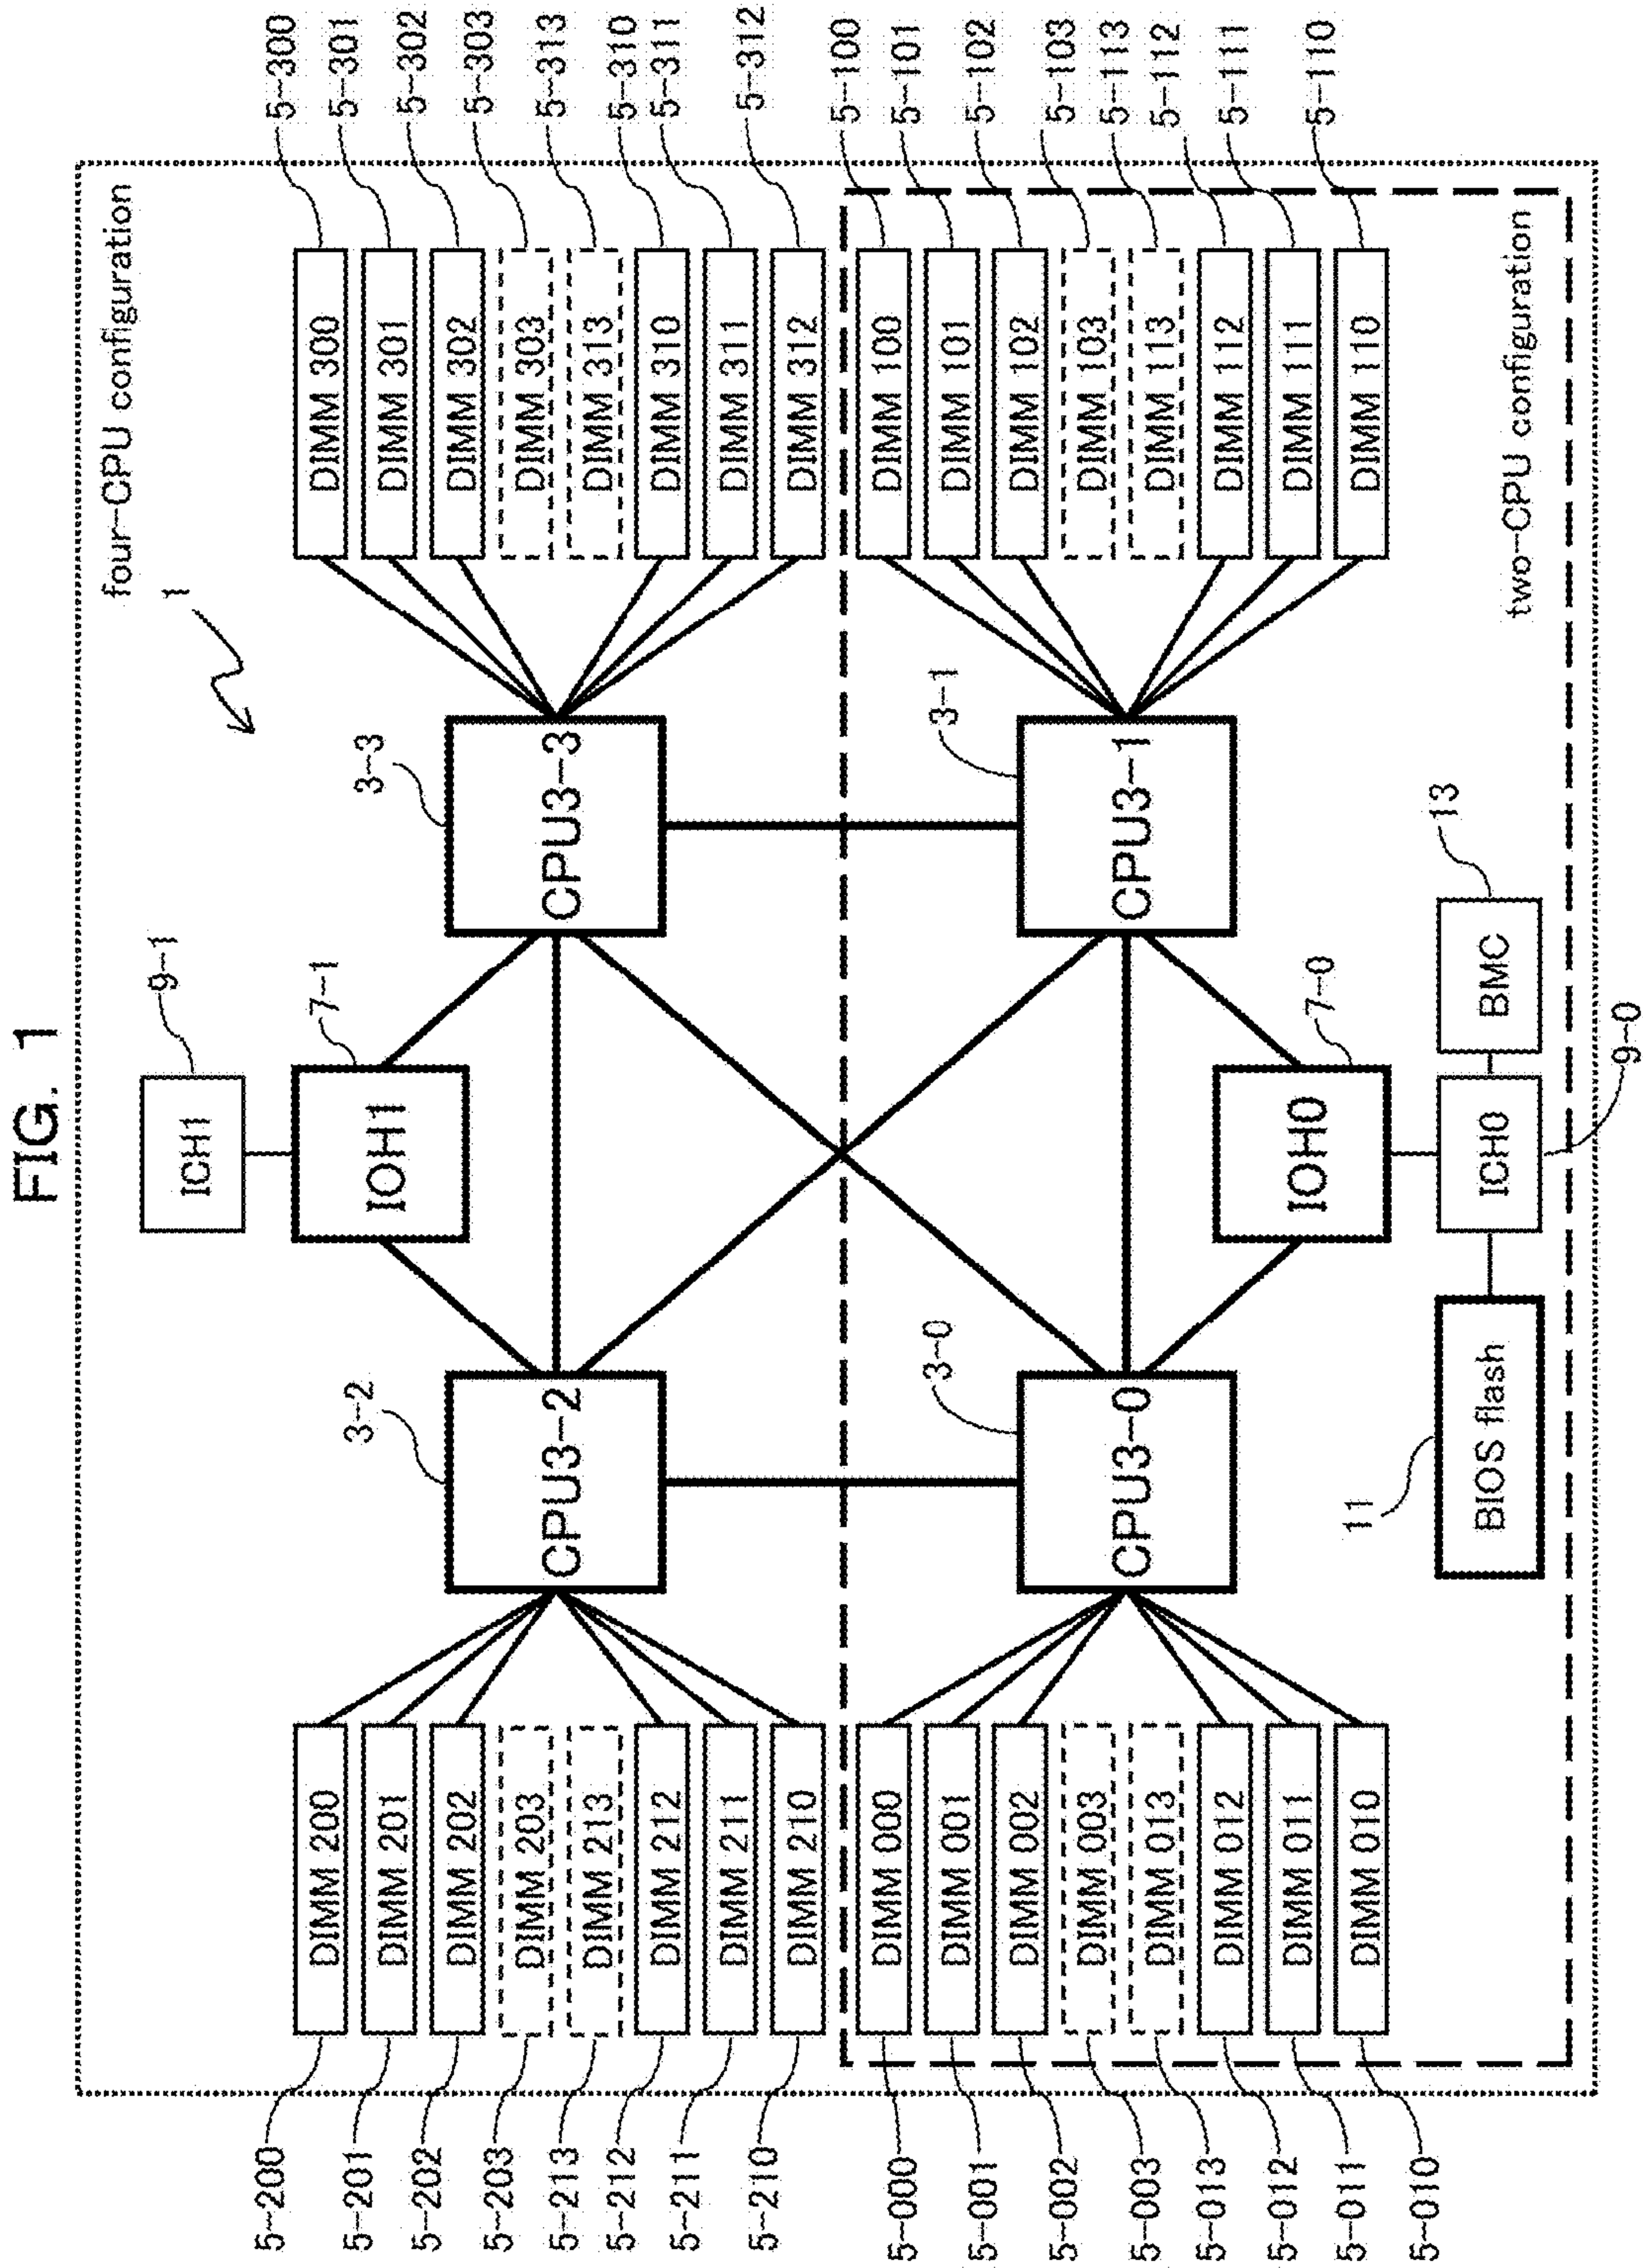 FIG. 1
four-CPU configuration
1
9-1
ICH1
7-1
IOH1
5-200
DIMM 200
5-201
DIMM 201
5-202
DIMM 202
5-203
DIMM 203
5-213
DIMM 213
5-212
DIMM 212
5-211
DIMM 211
5-210
DIMM 210
3-2
CPU3-2
3-3
CPU3-3
DIMM 300
5-300
DIMM 301
5-301
DIMM 302
5-302
DIMM 303
5-303
DIMM 313
5-313
DIMM 310
5-310
DIMM 311
5-311
DIMM 312
5-312
5-000
DIMM 000
5-001
DIMM 001
5-002
DIMM 002
5-003
DIMM 003
5-013
DIMM 013
5-012
DIMM 012
5-011
DIMM 011
5-010
DIMM 010
3-0
CPU3-0
3-1
CPU3-1
DIMM 100
5-100
DIMM 101
5-101
DIMM 102
5-102
DIMM 103
5-103
DIMM 113
5-113
DIMM 112
5-112
DIMM 111
5-111
DIMM 110
5-110
7-0
IOH0
11
BIOS flash
ICH0
BMC
13
9-0
two-CPU configuration